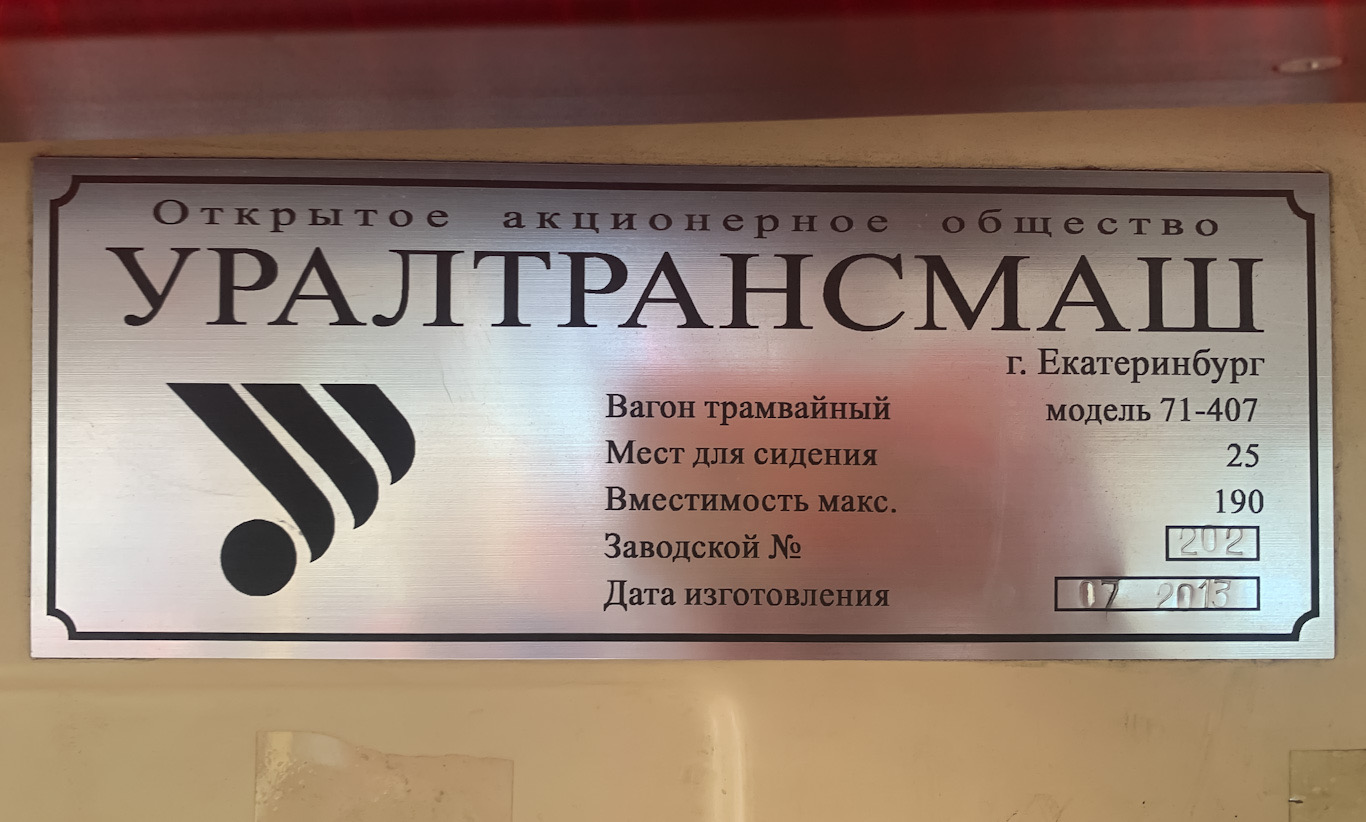 Открытое акционерное общество
УРАЛТРАНСМАШ
г. Екатеринбург
Вагон трамвайный модель 71-407
Мест для сидения 25
Вместимость макс. 190
Заводской № 202
Дата изготовления 07 2013